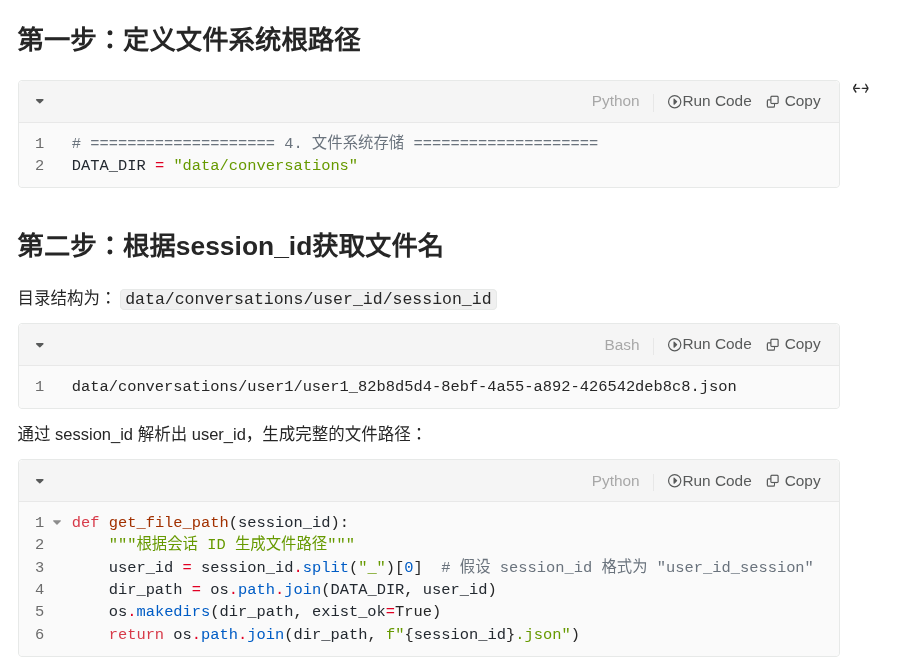 第一步：定义文件系统根路径
Python Run Code Copy
1 # ==================== 4. 文件系统存储 ====================
2 DATA_DIR = "data/conversations"
第二步：根据session_id获取文件名
目录结构为： data/conversations/user_id/session_id
Bash Run Code Copy
1 data/conversations/user1/user1_82b8d5d4-8ebf-4a55-a892-426542deb8c8.json
通过 session_id 解析出 user_id，生成完整的文件路径：
Python Run Code Copy
1 def get_file_path(session_id):
2     """根据会话 ID 生成文件路径"""
3     user_id = session_id.split("_")[0]  # 假设 session_id 格式为 "user_id_session"
4     dir_path = os.path.join(DATA_DIR, user_id)
5     os.makedirs(dir_path, exist_ok=True)
6     return os.path.join(dir_path, f"{session_id}.json")